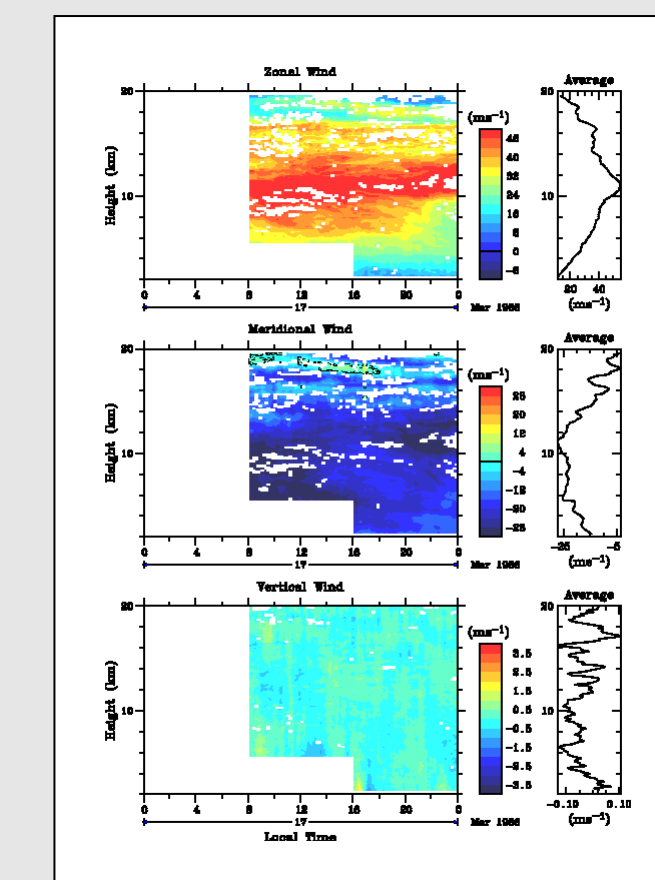 Zonal Wind
Average
20
20
(ms⁻¹)
48
40
32
24
16
8
0
-8
Height (km)
10
10
20 40
(ms⁻¹)
0 4 8 12 16 20 0
17
Mar 1986
Meridional Wind
Average
20
20
(ms⁻¹)
28
20
12
4
-4
-12
-20
-28
Height (km)
10
10
-25 -5
(ms⁻¹)
0 4 8 12 16 20 0
17
Mar 1986
Vertical Wind
Average
20
20
(ms⁻¹)
3.5
2.5
1.5
0.5
-0.5
-1.5
-2.5
-3.5
Height (km)
10
10
-0.10 0.10
(ms⁻¹)
0 4 8 12 16 20 0
17
Mar 1986
Local Time